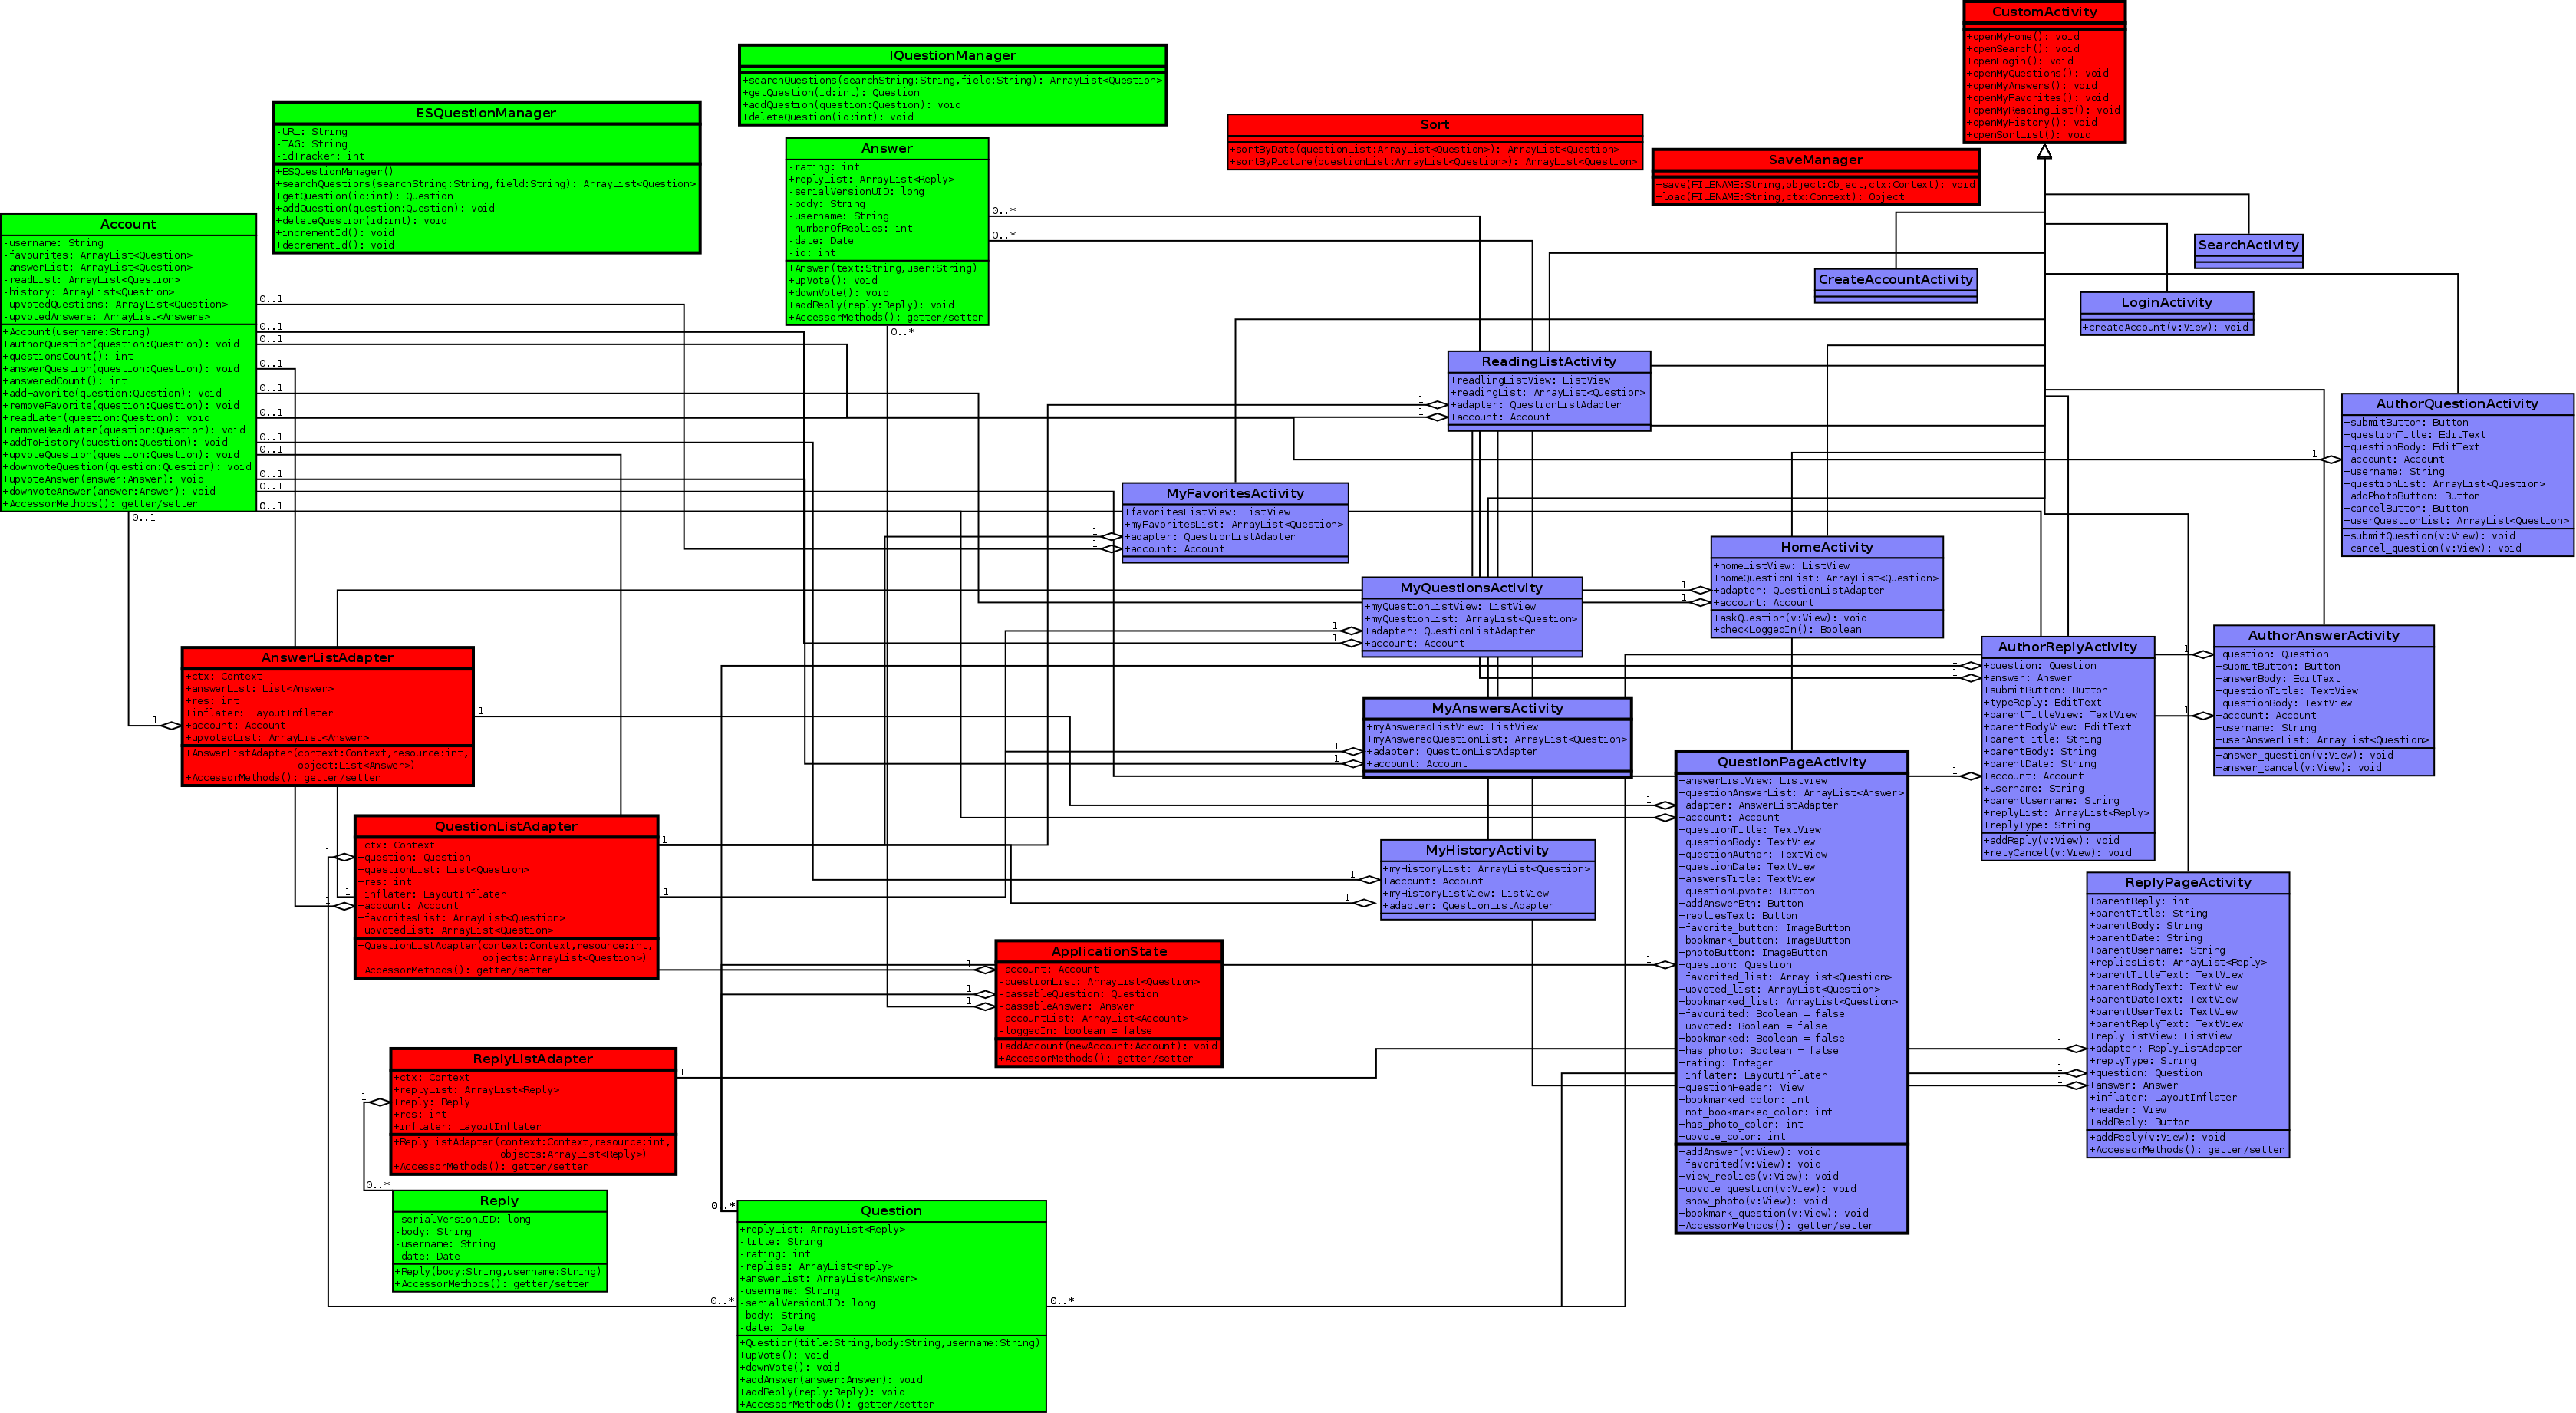 CustomActivity
+openMyHome(): void
+openSearch(): void
+openLogin(): void
+openMyQuestions(): void
+openMyAnswers(): void
+openMyFavorites(): void
+openMyReadingList(): void
+openMyHistory(): void
+openSortList(): void
IQuestionManager
+searchQuestions(searchString:String,field:String): ArrayList<Question>
+getQuestion(id:int): Question
+addQuestion(question:Question): void
+deleteQuestion(id:int): void
ESQuestionManager
-URL: String
-TAG: String
-idTracker: int
+ESQuestionManager()
+searchQuestions(searchString:String,field:String): ArrayList<Question>
+getQuestion(id:int): Question
+addQuestion(question:Question): void
+deleteQuestion(id:int): void
+incrementId(): void
+decrementId(): void
Sort
+sortByDate(questionList:ArrayList<Question>): ArrayList<Question>
+sortByPicture(questionList:ArrayList<Question>): ArrayList<Question>
SaveManager
+save(FILENAME:String,object:Object,ctx:Context): void
+load(FILENAME:String,ctx:Context): Object
Answer
-rating: int
+replyList: ArrayList<Reply>
-serialVersionUID: long
-body: String
-username: String
-numberOfReplies: int
-date: Date
-id: int
+Answer(text:String,user:String)
+upVote(): void
+downVote(): void
+addReply(reply:Reply): void
+AccessorMethods(): getter/setter
0..*
0..*
0..*
Account
-username: String
-favourites: ArrayList<Question>
-answerList: ArrayList<Question>
-readList: ArrayList<Question>
-history: ArrayList<Question>
-upvotedQuestions: ArrayList<Question>
-upvotedAnswers: ArrayList<Answers>
+Account(username:String)
+authorQuestion(question:Question): void
+questionsCount(): int
+answerQuestion(question:Question): void
+answeredCount(): int
+addFavorite(question:Question): void
+removeFavorite(question:Question): void
+readLater(question:Question): void
+removeReadLater(question:Question): void
+addToHistory(question:Question): void
+upvoteQuestion(question:Question): void
+downvoteQuestion(question:Question): void
+upvoteAnswer(answer:Answer): void
+downvoteAnswer(answer:Answer): void
+AccessorMethods(): getter/setter
0..1
0..1
0..1
0..1
0..1
0..1
0..1
0..1
0..1
0..1
0..1
0..1
SearchActivity
CreateAccountActivity
LoginActivity
+createAccount(v:View): void
ReadingListActivity
+readlingListView: ListView
+readingList: ArrayList<Question>
+adapter: QuestionListAdapter
+account: Account
1
1
AuthorQuestionActivity
+submitButton: Button
+questionTitle: EditText
+questionBody: EditText
+account: Account
+username: String
+questionList: ArrayList<Question>
+addPhotoButton: Button
+cancelButton: Button
+userQuestionList: ArrayList<Question>
+submitQuestion(v:View): void
+cancel_question(v:View): void
1
MyFavoritesActivity
+favoritesListView: ListView
+myFavoritesList: ArrayList<Question>
+adapter: QuestionListAdapter
+account: Account
1
1
HomeActivity
+homeListView: ListView
+homeQuestionList: ArrayList<Question>
+adapter: QuestionListAdapter
+account: Account
+askQuestion(v:View): void
+checkLoggedIn(): Boolean
1
1
MyQuestionsActivity
+myQuestionListView: ListView
+myQuestionList: ArrayList<Question>
+adapter: QuestionListAdapter
+account: Account
1
1
AuthorAnswerActivity
+question: Question
+submitButton: Button
+answerBody: EditText
+questionTitle: TextView
+questionBody: TextView
+account: Account
+username: String
+userAnswerList: ArrayList<Question>
+answer_question(v:View): void
+answer_cancel(v:View): void
1
1
AuthorReplyActivity
+question: Question
+answer: Answer
+submitButton: Button
+typeReply: EditText
+parentTitleView: TextView
+parentBodyView: EditText
+parentTitle: String
+parentBody: String
+parentDate: String
+account: Account
+username: String
+parentUsername: String
+replyList: ArrayList<Reply>
+replyType: String
+addReply(v:View): void
+relyCancel(v:View): void
1
1
1
AnswerListAdapter
+ctx: Context
+answerList: List<Answer>
+res: int
+inflater: LayoutInflater
+account: Account
+upvotedList: ArrayList<Answer>
+AnswerListAdapter(context:Context,resource:int,
object:List<Answer>)
+AccessorMethods(): getter/setter
1
1
MyAnswersActivity
+myAnsweredListView: ListView
+myAnsweredQuestionList: ArrayList<Question>
+adapter: QuestionListAdapter
+account: Account
1
1
QuestionPageActivity
+answerListView: Listview
+questionAnswerList: ArrayList<Answer>
+adapter: AnswerListAdapter
+account: Account
+questionTitle: TextView
+questionBody: TextView
+questionAuthor: TextView
+questionDate: TextView
+answersTitle: TextView
+questionUpvote: Button
+addAnswerBtn: Button
+repliesText: Button
+favorite_button: ImageButton
+bookmark_button: ImageButton
+photoButton: ImageButton
+question: Question
+favorited_list: ArrayList<Question>
+upvoted_list: ArrayList<Question>
+bookmarked_list: ArrayList<Question>
+favourited: Boolean = false
+upvoted: Boolean = false
+bookmarked: Boolean = false
+has_photo: Boolean = false
+rating: Integer
+inflater: LayoutInflater
+questionHeader: View
+bookmarked_color: int
+not_bookmarked_color: int
+has_photo_color: int
+upvote_color: int
+addAnswer(v:View): void
+favorited(v:View): void
+view_replies(v:View): void
+upvote_question(v:View): void
+show_photo(v:View): void
+bookmark_question(v:View): void
+AccessorMethods(): getter/setter
1
1
1
QuestionListAdapter
+ctx: Context
+question: Question
+questionList: List<Question>
+res: int
+inflater: LayoutInflater
+account: Account
+favoritesList: ArrayList<Question>
+uovotedList: ArrayList<Question>
+QuestionListAdapter(context:Context,resource:int,
objects:ArrayList<Question>)
+AccessorMethods(): getter/setter
1
1
1
1
1
MyHistoryActivity
+myHistoryList: ArrayList<Question>
+account: Account
+myHistoryListView: ListView
+adapter: QuestionListAdapter
1
1
ReplyPageActivity
+parentReply: int
+parentTitle: String
+parentBody: String
+parentDate: String
+parentUsername: String
+repliesList: ArrayList<Reply>
+parentTitleText: TextView
+parentBodyText: TextView
+parentDateText: TextView
+parentUserText: TextView
+parentReplyText: TextView
+replyListView: ListView
+adapter: ReplyListAdapter
+replyType: String
+question: Question
+answer: Answer
+inflater: LayoutInflater
+header: View
+addReply: Button
+addReply(v:View): void
+AccessorMethods(): getter/setter
1
1
1
ApplicationState
-account: Account
-questionList: ArrayList<Question>
-passableQuestion: Question
-passableAnswer: Answer
-accountList: ArrayList<Account>
-loggedIn: boolean = false
+addAccount(newAccount:Account): void
+AccessorMethods(): getter/setter
1
1
1
ReplyListAdapter
+ctx: Context
+replyList: ArrayList<Reply>
+reply: Reply
+res: int
+inflater: LayoutInflater
+ReplyListAdapter(context:Context,resource:int,
objects:ArrayList<Reply>)
+AccessorMethods(): getter/setter
1
1
0..*
Reply
-serialVersionUID: long
-body: String
-username: String
-date: Date
+Reply(body:String,username:String)
+AccessorMethods(): getter/setter
0..*
0..*
0..*
Question
+replyList: ArrayList<Reply>
-title: String
-rating: int
-replies: ArrayList<reply>
+answerList: ArrayList<Answer>
-username: String
-serialVersionUID: long
-body: String
-date: Date
+Question(title:String,body:String,username:String)
+upVote(): void
+downVote(): void
+addAnswer(answer:Answer): void
+addReply(reply:Reply): void
+AccessorMethods(): getter/setter